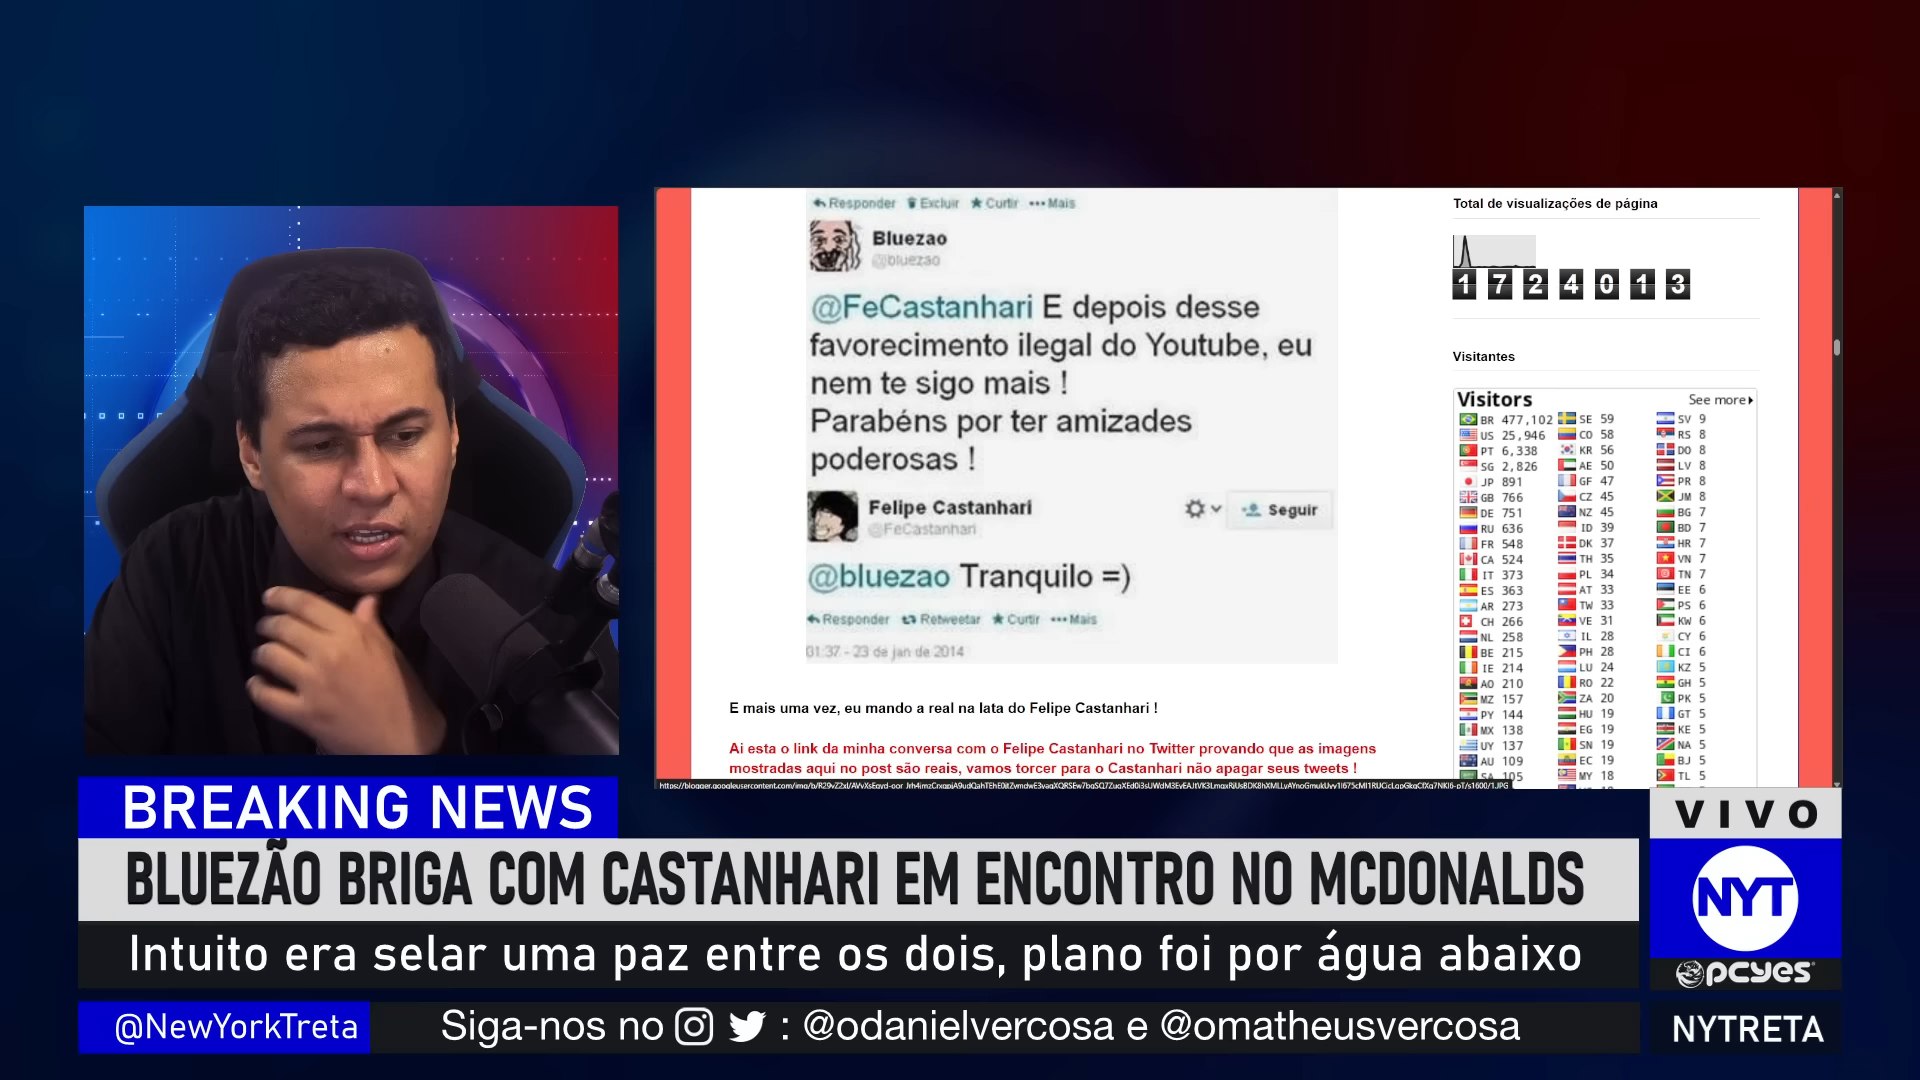 Responder Excluir Curtir Mais
Bluezao
@bluezao
@FeCastanhari E depois desse
favorecimento ilegal do Youtube, eu
nem te sigo mais !
Parabéns por ter amizades
poderosas !
Felipe Castanhari
@FeCastanhari
Seguir
@bluezao Tranquilo =)
Responder Retweetar Curtir Mais
01:37 - 23 de jan de 2014
E mais uma vez, eu mando a real na lata do Felipe Castanhari !
Ai esta o link da minha conversa com o Felipe Castanhari no Twitter provando que as imagens
mostradas aqui no post são reais, vamos torcer para o Castanhari não apagar seus tweets !
Total de visualizações de página
1 7 2 4 0 1 3
Visitantes
Visitors See more
BR 477,102 SE 59 SV 9
US 25,946 CO 58 RS 8
PT 6,338 KR 56 DO 8
SG 2,826 AE 50 LV 8
JP 891 GF 47 PR 8
GB 766 CZ 45 JM 8
DE 751 NZ 45 BG 7
RU 636 ID 39 BD 7
FR 548 DK 37 HR 7
CA 524 TH 35 VN 7
IT 373 PL 34 TN 7
ES 363 AT 33 EE 6
AR 273 TW 33 PS 6
CH 266 VE 31 KW 6
NL 258 IL 28 CY 6
BE 215 PH 28 CI 6
IE 214 LU 24 KZ 5
AO 210 RO 22 GH 5
MZ 157 ZA 20 PK 5
PY 144 HU 19 GT 5
MX 138 EG 19 KE 5
UY 137 SN 19 NA 5
AU 109 EC 19 BJ 5
SA 105 MY 18 TL 5
BREAKING NEWS
BLUEZÃO BRIGA COM CASTANHARI EM ENCONTRO NO MCDONALDS
Intuito era selar uma paz entre os dois, plano foi por água abaixo
@NewYorkTreta
Siga-nos no : @odanielvercosa e @omatheusvercosa
VIVO
NYT
pcyes
NYTRETA